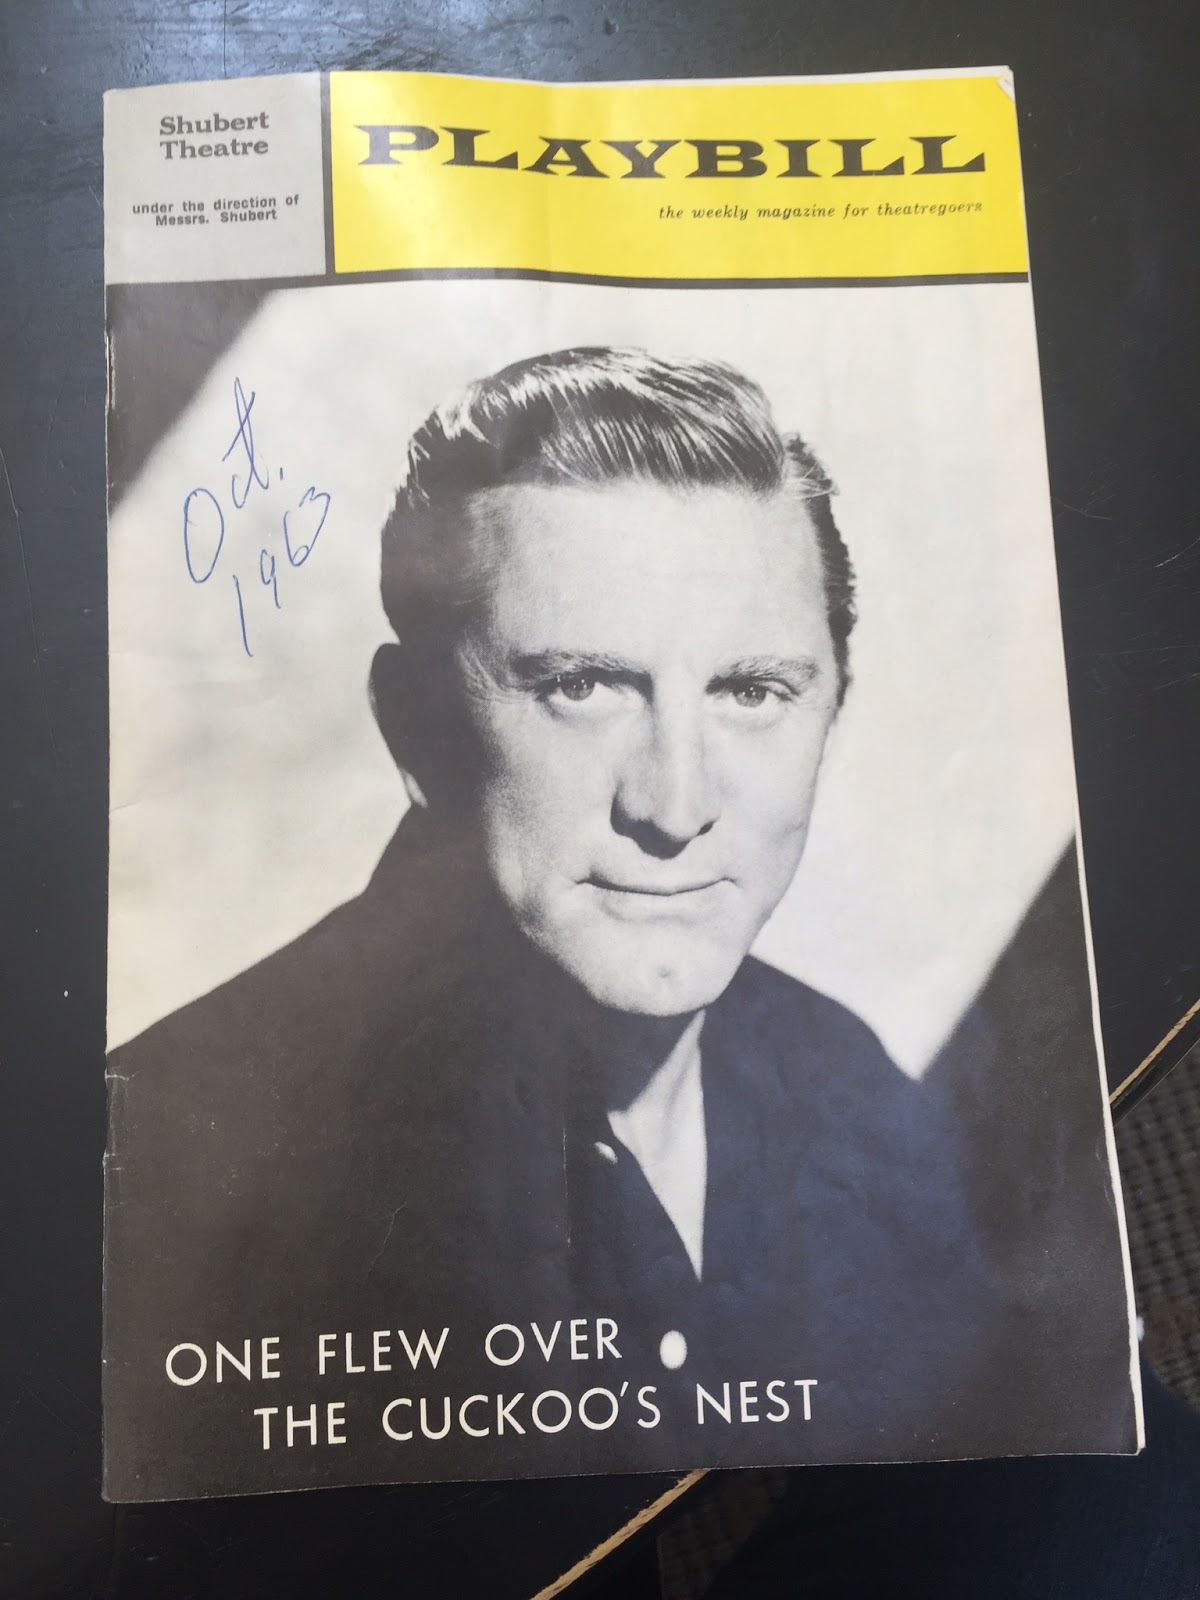 Shubert
Theatre
under the direction of
Messrs. Shubert
PLAYBILL
the weekly magazine for theatregoers
Oct.
1963
ONE FLEW OVER
THE CUCKOO'S NEST